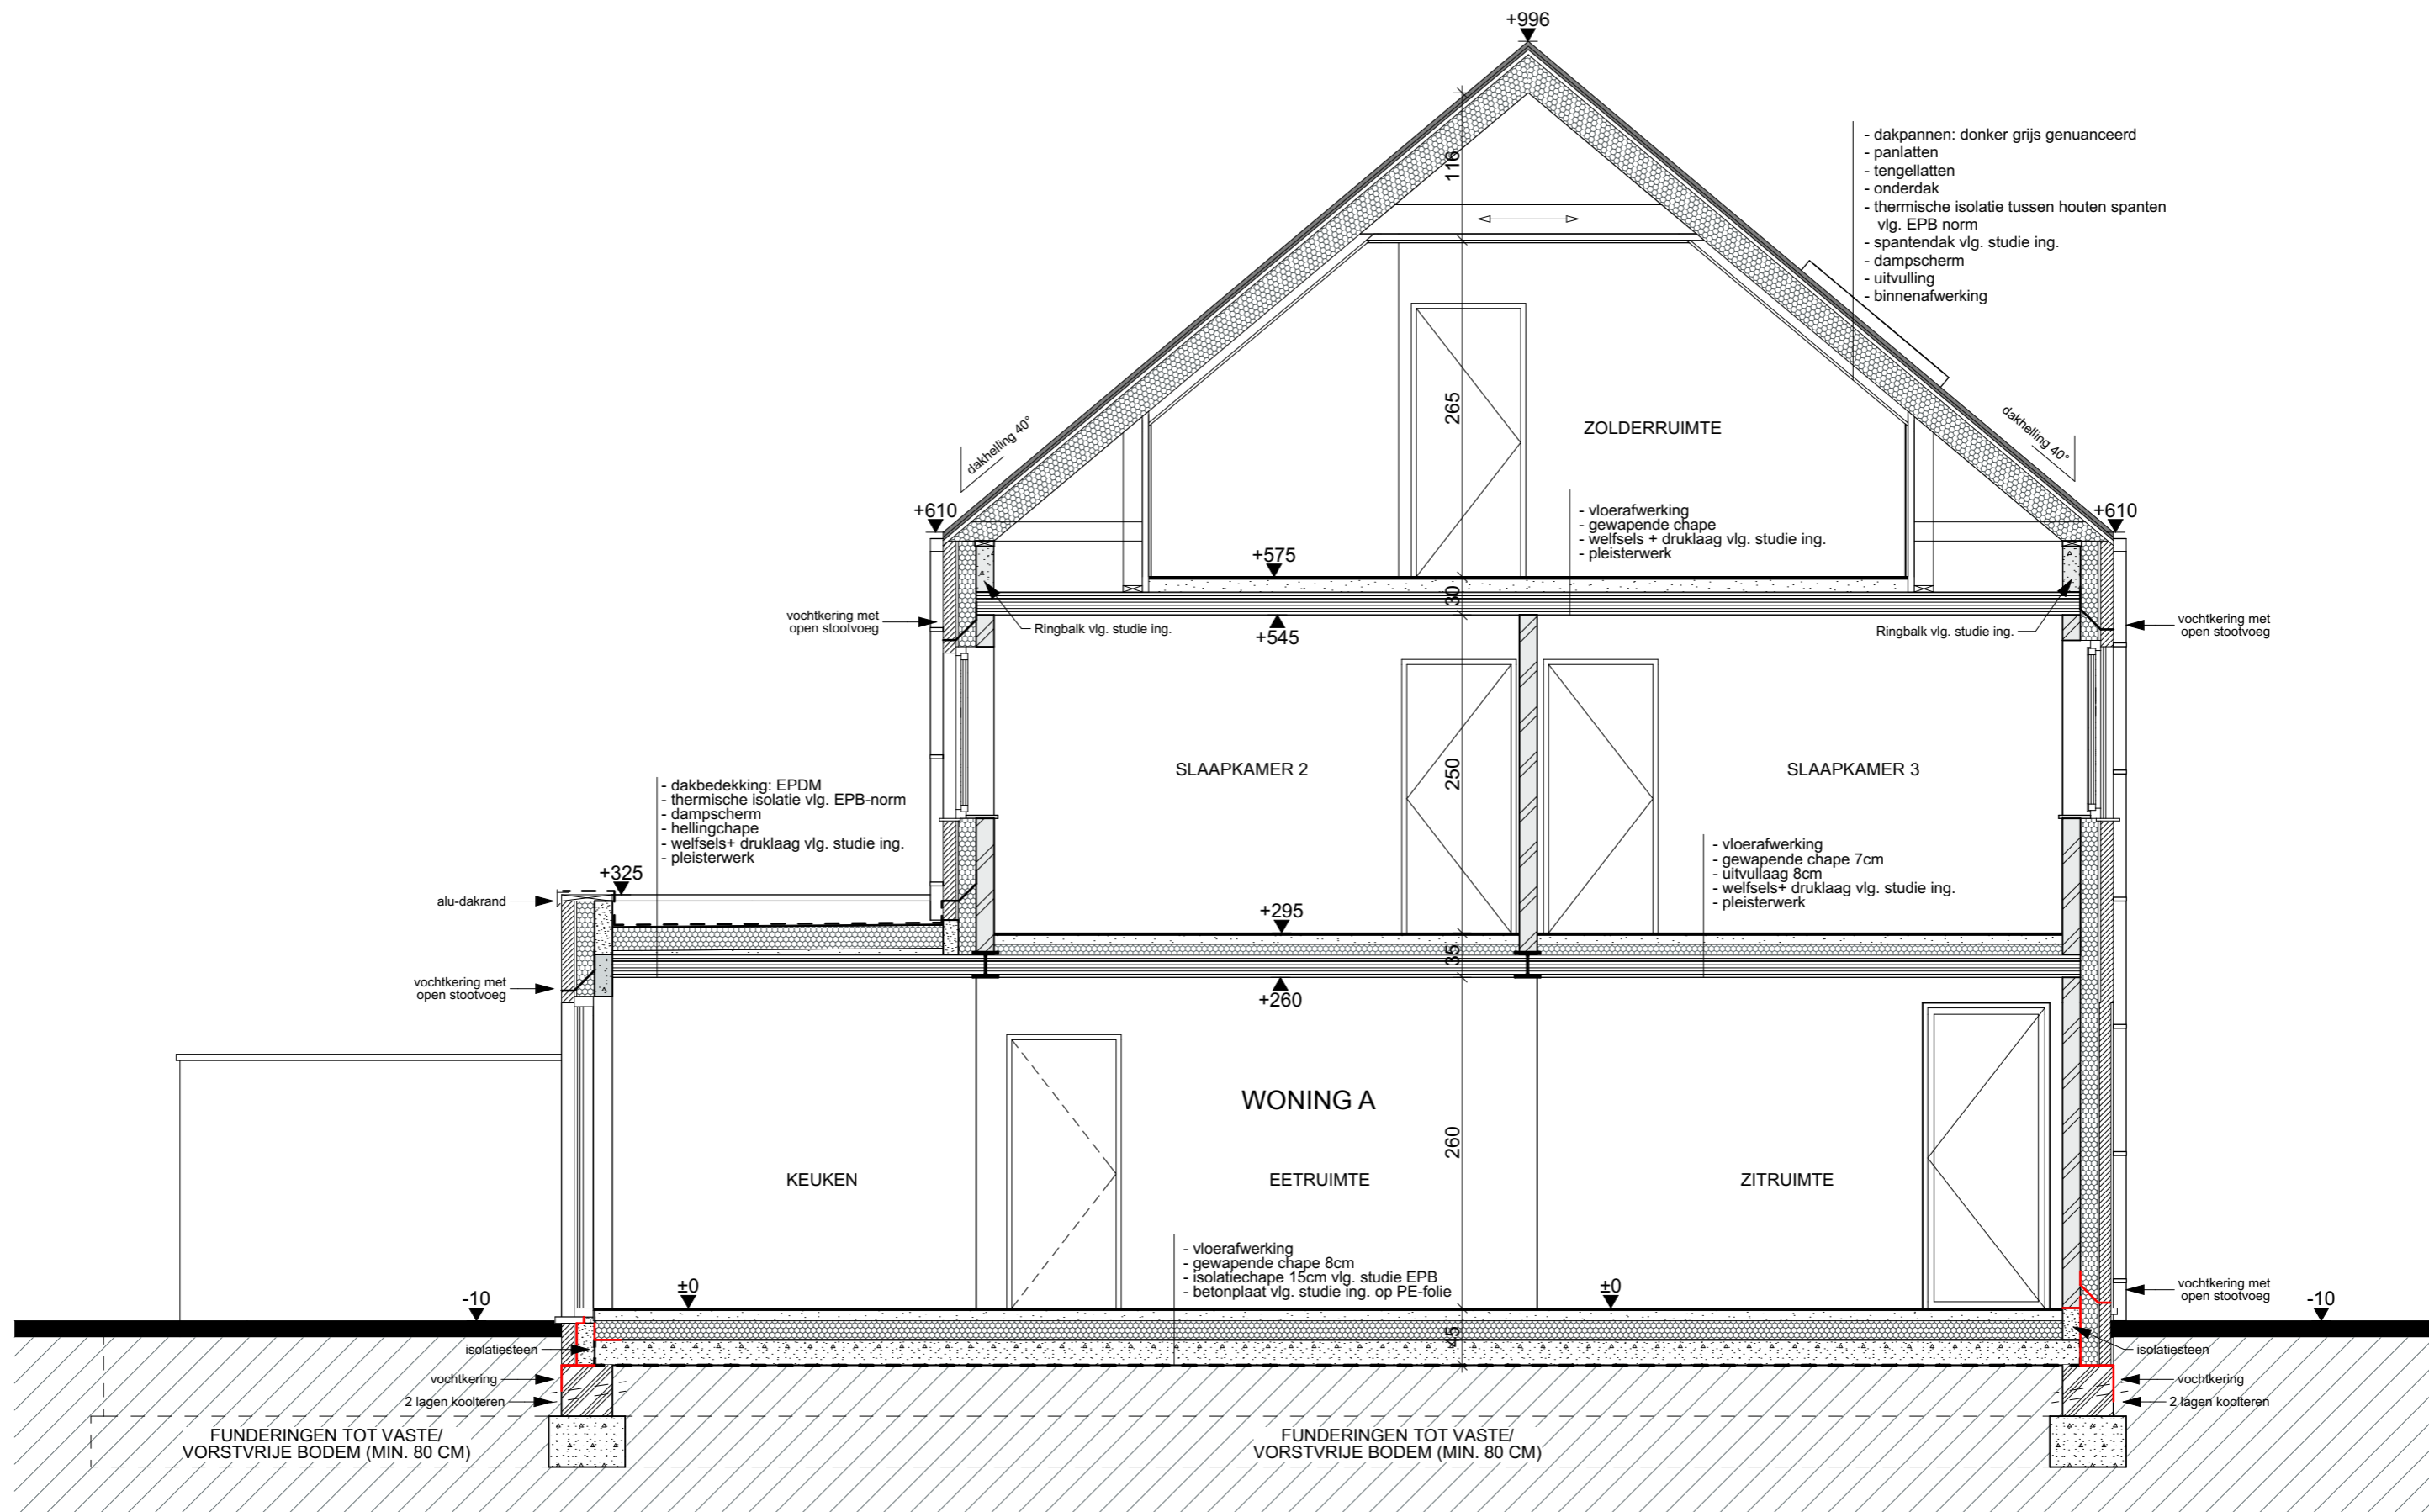 +996
- dakpannen: donker grijs genuanceerd
- panlatten
- tengellatten
- onderdak
- thermische isolatie tussen houten spanten
vlg. EPB norm
- spantendak vlg. studie ing.
- dampscherm
- uitvulling
- binnenafwerking
116
265
ZOLDERRUIMTE
dakhelling 40°
dakhelling 40°
+610
+610
- vloerafwerking
- gewapende chape
- welfsels + druklaag vlg. studie ing.
- pleisterwerk
+575
30
+545
vochtkering met
open stootvoeg
Ringbalk vlg. studie ing.
Ringbalk vlg. studie ing.
vochtkering met
open stootvoeg
SLAAPKAMER 2
250
SLAAPKAMER 3
- dakbedekking: EPDM
- thermische isolatie vlg. EPB-norm
- dampscherm
- hellingchape
- welfsels+ druklaag vlg. studie ing.
- pleisterwerk
- vloerafwerking
- gewapende chape 7cm
- uitvullaag 8cm
- welfsels+ druklaag vlg. studie ing.
- pleisterwerk
+325
alu-dakrand
+295
35
+260
vochtkering met
open stootvoeg
WONING A
260
KEUKEN
EETRUIMTE
ZITRUIMTE
- vloerafwerking
- gewapende chape 8cm
- isolatiechape 15cm vlg. studie EPB
- betonplaat vlg. studie ing. op PE-folie
±0
±0
-10
vochtkering met
open stootvoeg
-10
45
isolatiesteen
isolatiesteen
vochtkering
vochtkering
2 lagen koolteren
2 lagen koolteren
FUNDERINGEN TOT VASTE/
VORSTVRIJE BODEM (MIN. 80 CM)
FUNDERINGEN TOT VASTE/
VORSTVRIJE BODEM (MIN. 80 CM)